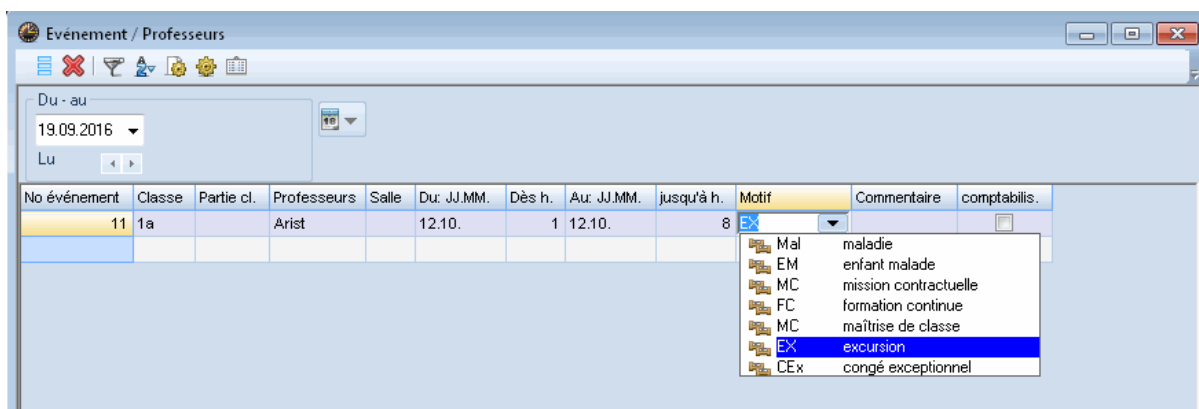 Evénement / Professeurs
Du - au
19.09.2016
18
Lu
No événement Classe Partie cl. Professeurs Salle Du: JJ.MM. Dès h. Au: JJ.MM. jusqu'à h. Motif Commentaire comptabilis.
11 1a Arist 12.10. 1 12.10. 8 EX
Mal maladie
EM enfant malade
MC mission contractuelle
FC formation continue
MC maîtrise de classe
EX excursion
CEx congé exceptionnel